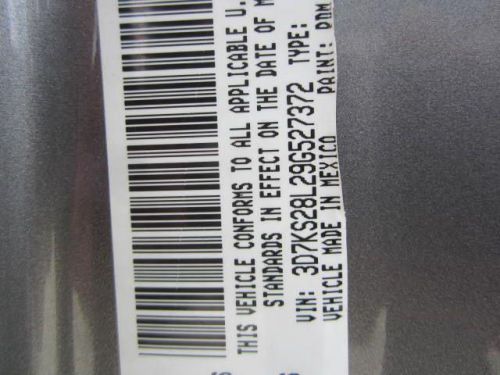 THIS VEHICLE CONFORMS TO ALL APPLICABLE U.
STANDARDS IN EFFECT ON THE DATE OF M
VIN: 3D7KS28L29G527372 TYPE:
VEHICLE MADE IN MEXICO PAINT: PDM